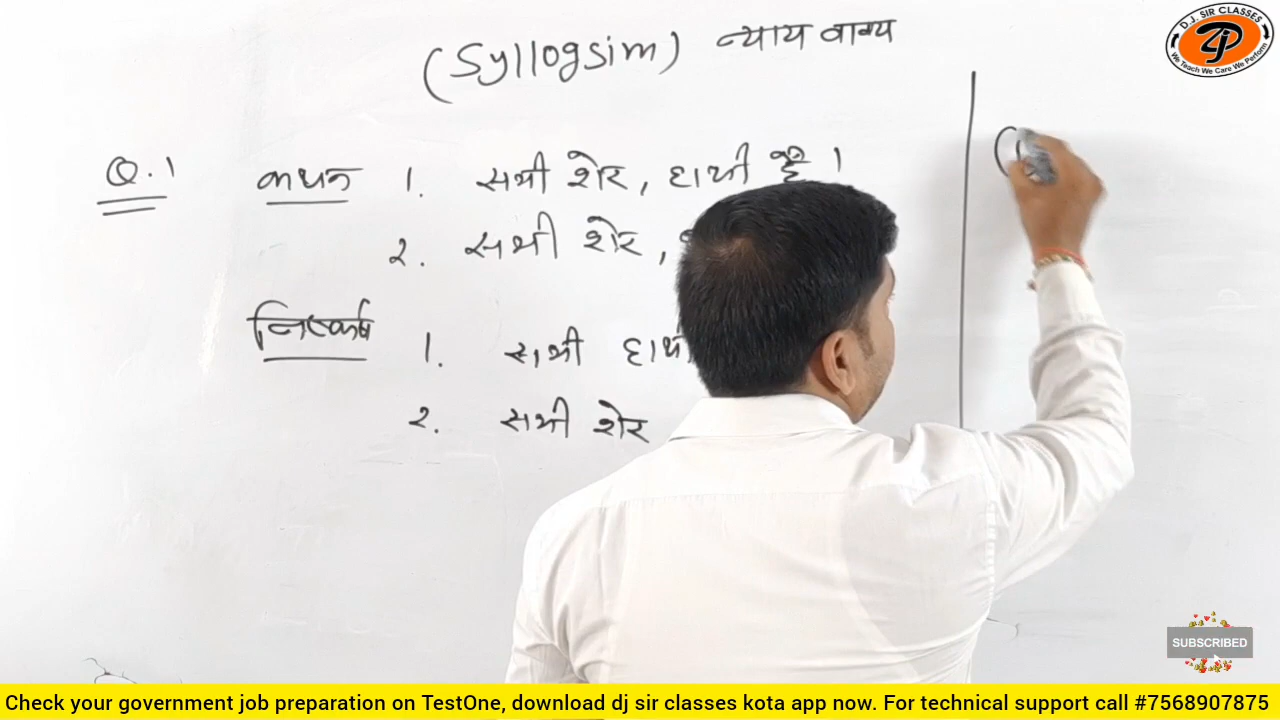 (Syllogsim) न्याय वाक्य
Q.1 कथन 1. सभी शेर, हाथी है।
2. सभी शेर,
निष्कर्ष 1. सभी हाथी
2. सभी शेर
D.J. SIR CLASSES
We Teach We Care We Perform
SUBSCRIBED
Check your government job preparation on TestOne, download dj sir classes kota app now. For technical support call #7568907875